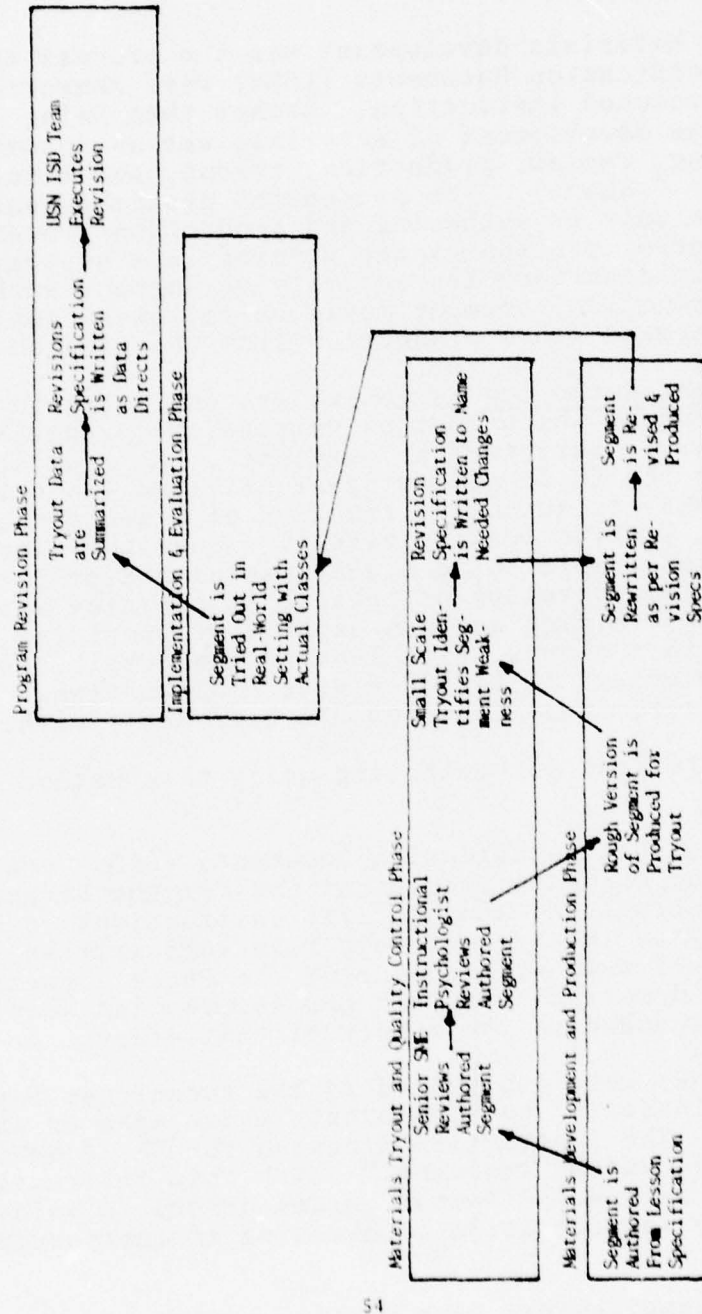 Program Revision Phase
Tryout Data
are
Summarized
Revisions
Specification
is Written
as Data
Directs
USN ISD Team
Executes
Revision
Implementation & Evaluation Phase
Segment is
Tried Out in
Real-World
Setting with
Actual Classes
Materials Tryout and Quality Control Phase
Senior SME
Reviews
Authored
Segment
Instructional
Psychologist
Reviews
Authored
Segment
Small Scale
Tryout Iden-
tifies Seg-
ment Weak-
ness
Revision
Specification
is Written to Name
Needed Changes
Materials Development and Production Phase
Segment is
Authored
From Lesson
Specification
Rough Version
of Segment is
Produced for
Tryout
Segment is
Rewritten
as per Re-
vision
Specs
Segment
is Re-
vised &
Produced
54